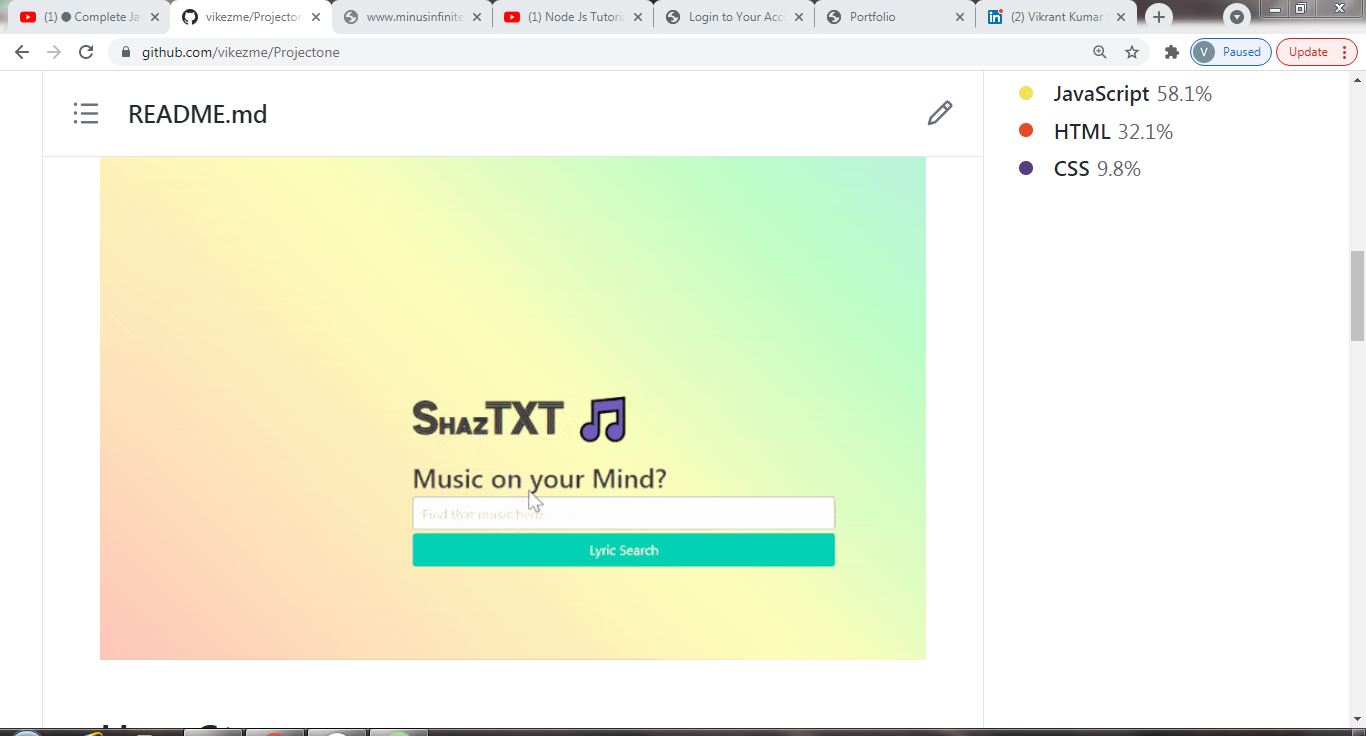 (1) Complete Ja
vikezme/Projector
www.minusinfinite
(1) Node Js Tutoria
Login to Your Acc
Portfolio
(2) Vikrant Kumar
github.com/vikezme/Projectone
V Paused
Update
README.md
JavaScript 58.1%
HTML 32.1%
CSS 9.8%
ShazTXT
Music on your Mind?
Find that music here
Lyric Search